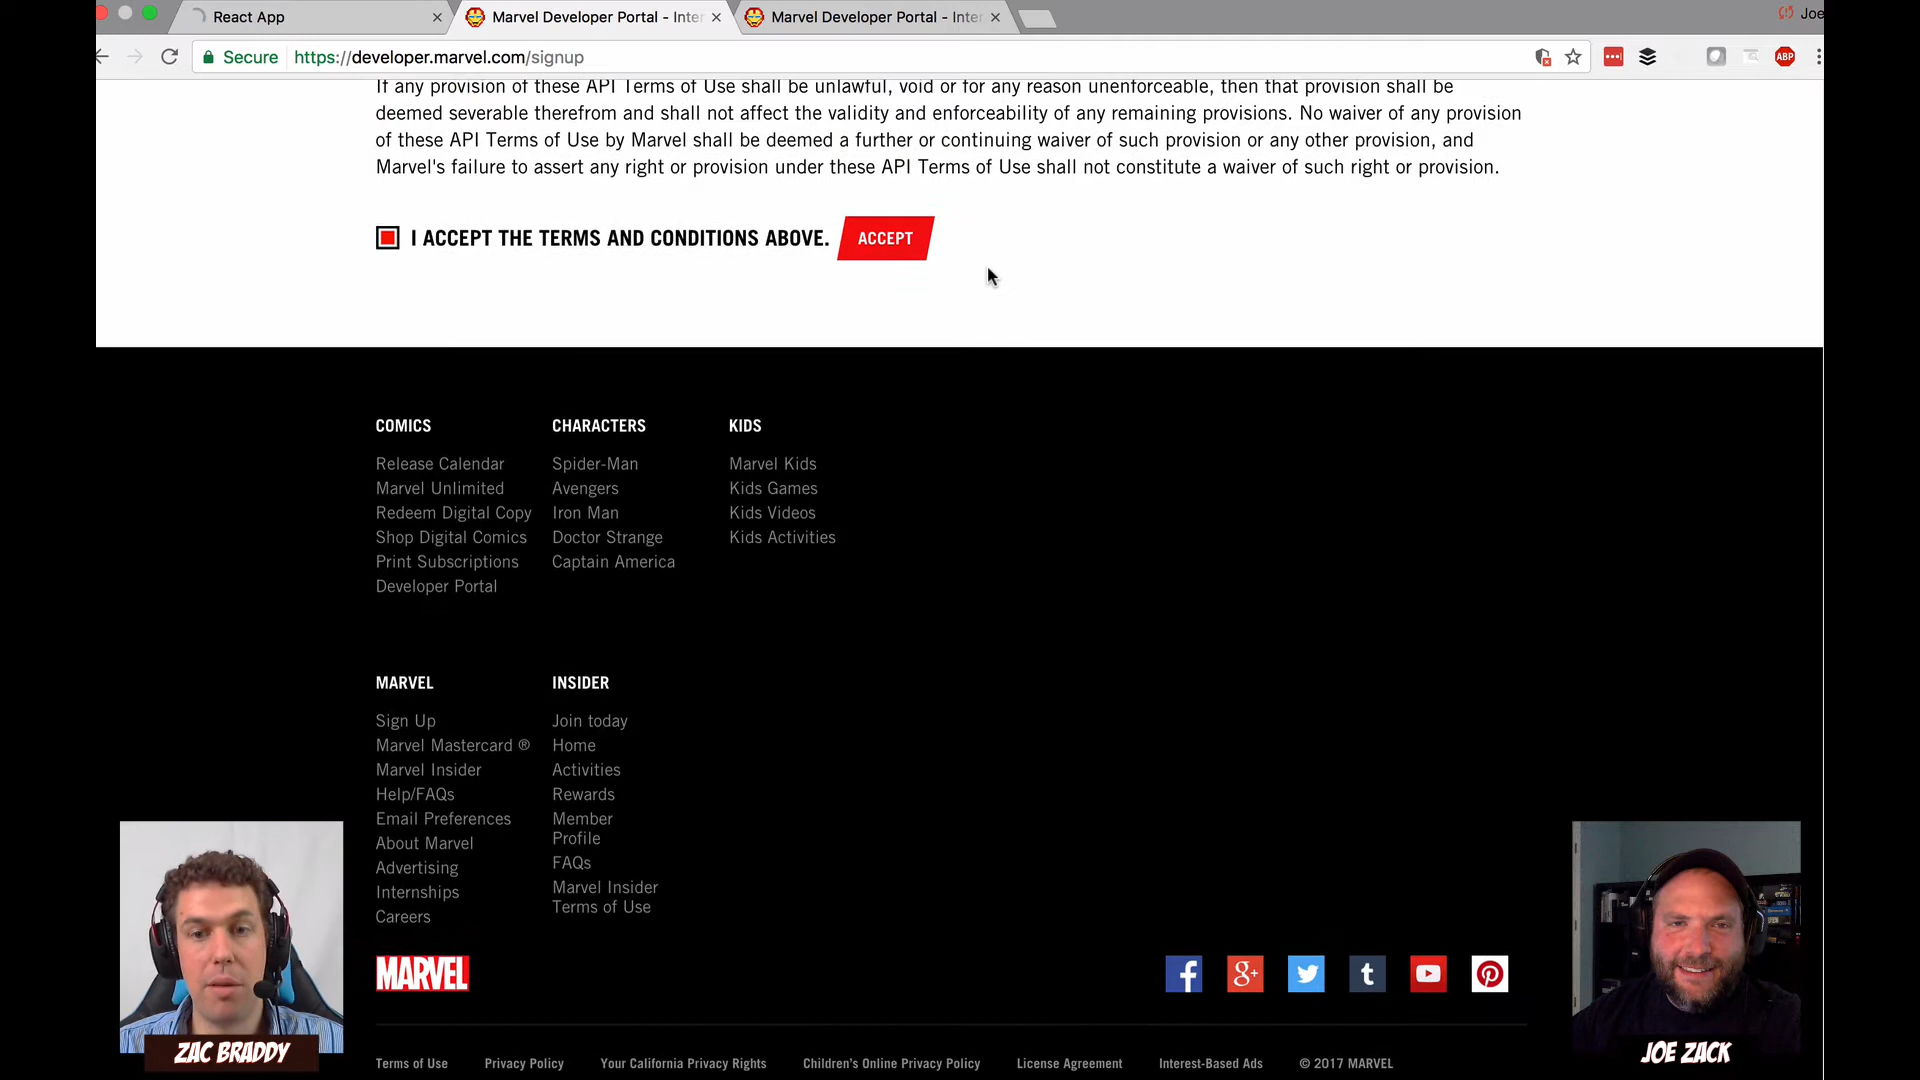 React App
Marvel Developer Portal - Inter
Marvel Developer Portal - Inter
Joe
Secure
https://developer.marvel.com/signup
ABP
If any provision of these API Terms of Use shall be unlawful, void or for any reason unenforceable, then that provision shall be
deemed severable therefrom and shall not affect the validity and enforceability of any remaining provisions. No waiver of any provision
of these API Terms of Use by Marvel shall be deemed a further or continuing waiver of such provision or any other provision, and
Marvel's failure to assert any right or provision under these API Terms of Use shall not constitute a waiver of such right or provision.
I ACCEPT THE TERMS AND CONDITIONS ABOVE.
ACCEPT
COMICS
Release Calendar
Marvel Unlimited
Redeem Digital Copy
Shop Digital Comics
Print Subscriptions
Developer Portal
CHARACTERS
Spider-Man
Avengers
Iron Man
Doctor Strange
Captain America
KIDS
Marvel Kids
Kids Games
Kids Videos
Kids Activities
MARVEL
Sign Up
Marvel Mastercard ®
Marvel Insider
Help/FAQs
Email Preferences
About Marvel
Advertising
Internships
Careers
INSIDER
Join today
Home
Activities
Rewards
Member
Profile
FAQs
Marvel Insider
Terms of Use
MARVEL
f
g+
t
ZAC BRADDY
JOE ZACK
Terms of Use
Privacy Policy
Your California Privacy Rights
Children's Online Privacy Policy
License Agreement
Interest-Based Ads
© 2017 MARVEL